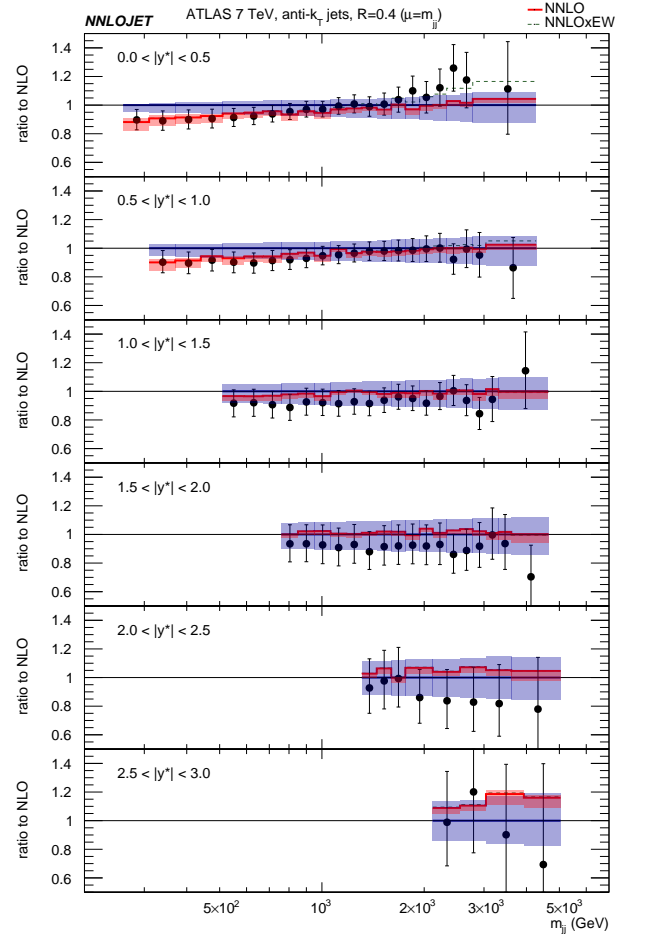 NNLOJET ATLAS 7 TeV, anti-k_T jets, R=0.4 (μ=m_jj)
NNLO
NNLOxEW
0.0 < |y*| < 0.5
ratio to NLO
1.4
1.2
1
0.8
0.6
0.5 < |y*| < 1.0
ratio to NLO
1.4
1.2
1
0.8
0.6
1.0 < |y*| < 1.5
ratio to NLO
1.4
1.2
1
0.8
0.6
1.5 < |y*| < 2.0
ratio to NLO
1.4
1.2
1
0.8
0.6
2.0 < |y*| < 2.5
ratio to NLO
1.4
1.2
1
0.8
0.6
2.5 < |y*| < 3.0
ratio to NLO
1.4
1.2
1
0.8
0.6
5×10² 10³ 2×10³ 3×10³ 5×10³
m_jj (GeV)